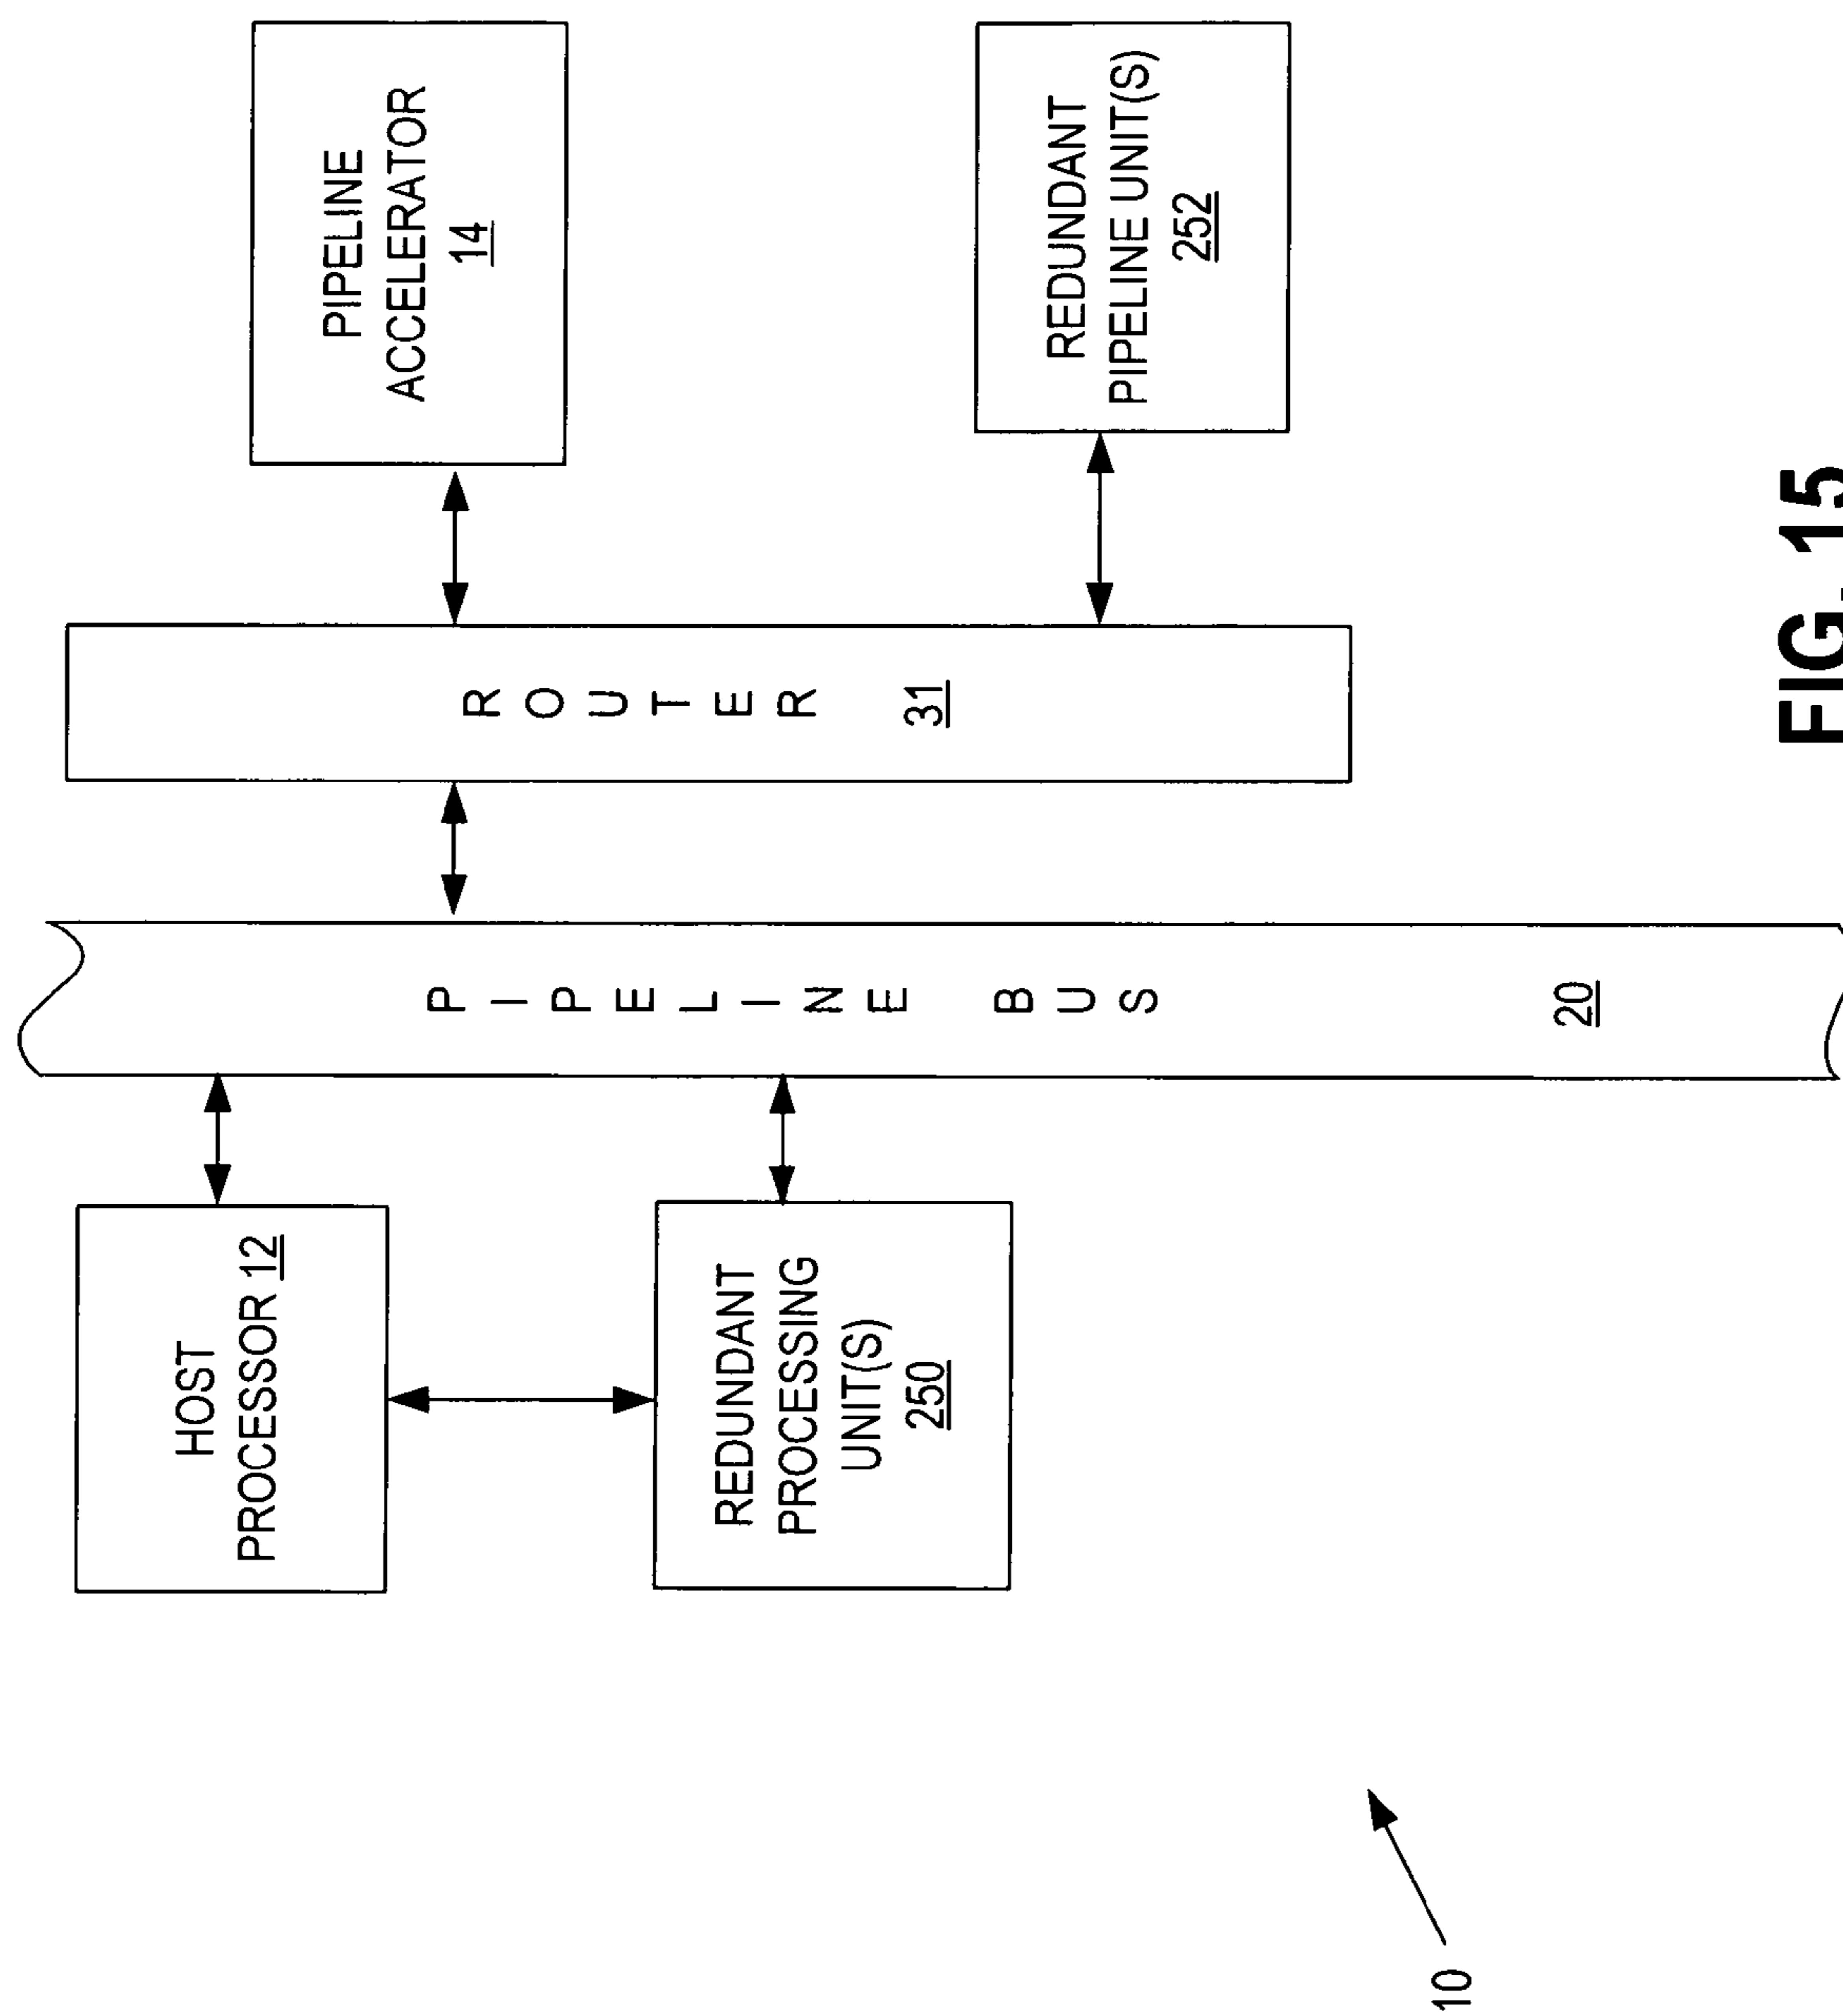 HOST
PROCESSOR 12
REDUNDANT
PROCESSING
UNIT(S)
250
PIPELINE BUS
20
ROUTER 31
PIPELINE
ACCELERATOR
14
REDUNDANT
PIPELINE UNIT(S)
252
10
FIG. 15